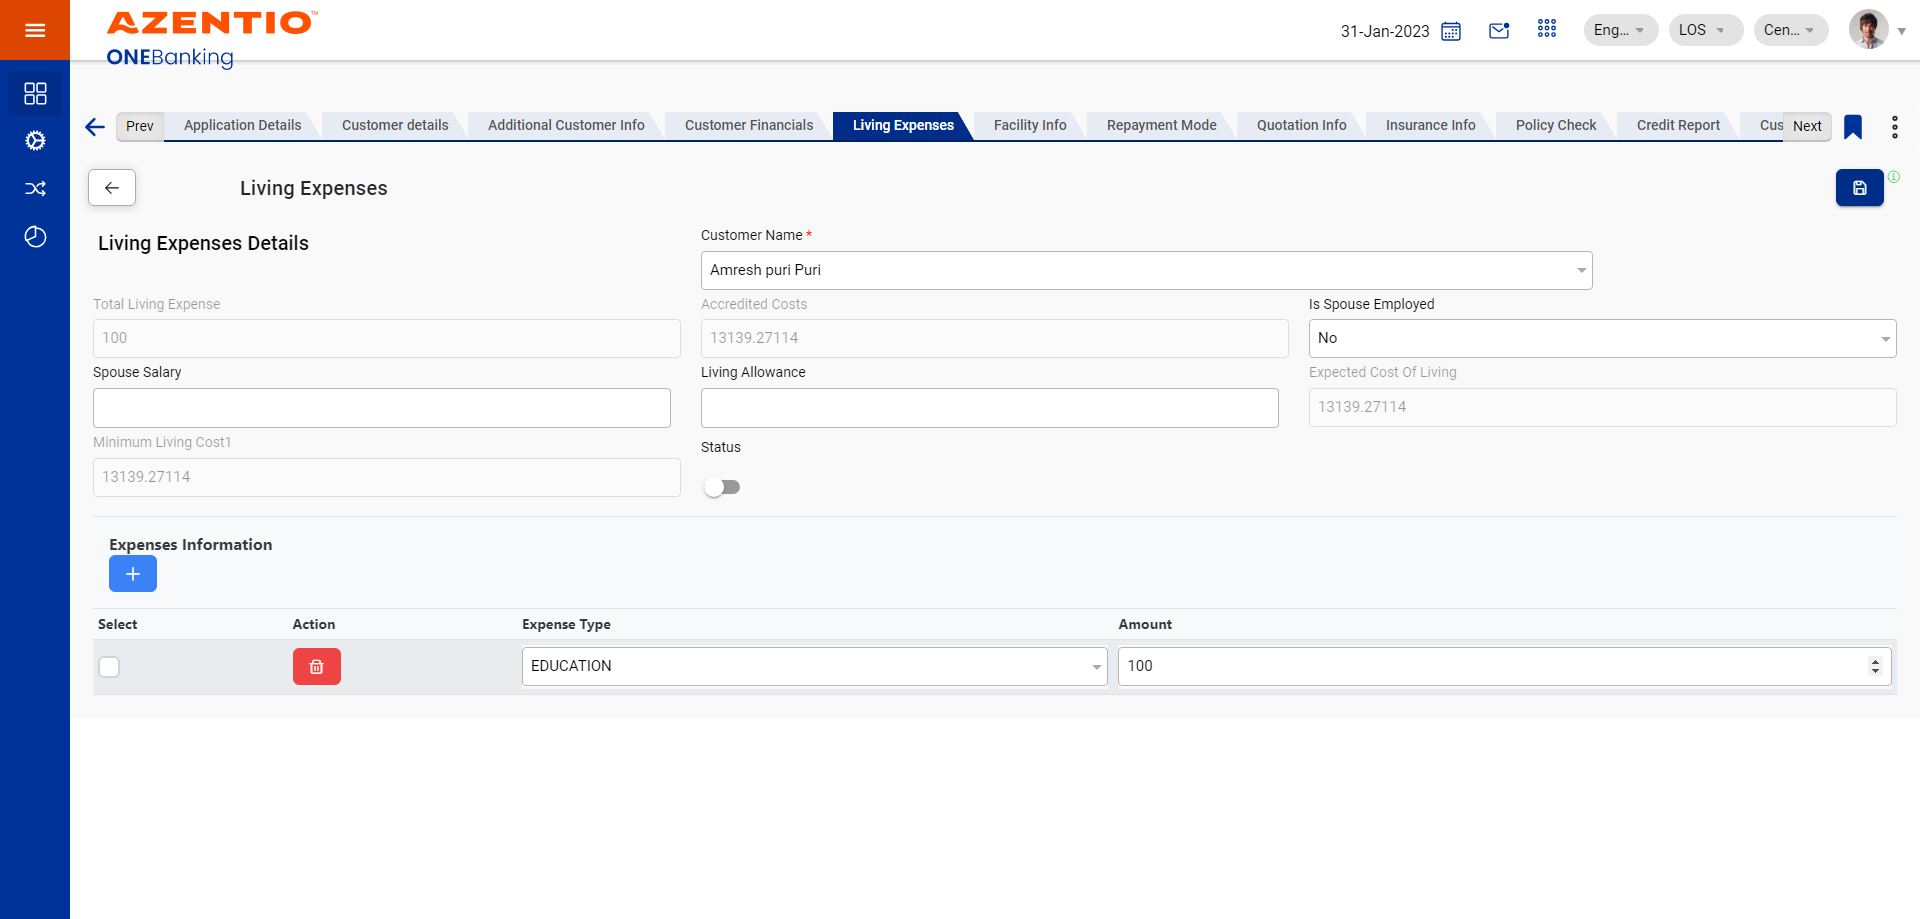 AZENTIO™
ONEBanking
31-Jan-2023
Eng...
LOS
Cen...
Prev
Application Details
Customer details
Additional Customer Info
Customer Financials
Living Expenses
Facility Info
Repayment Mode
Quotation Info
Insurance Info
Policy Check
Credit Report
Cus
Next
Living Expenses
Living Expenses Details
Customer Name *
Amresh puri Puri
Total Living Expense
100
Accredited Costs
13139.27114
Is Spouse Employed
No
Spouse Salary
Living Allowance
Expected Cost Of Living
13139.27114
Minimum Living Cost1
13139.27114
Status
Expenses Information
+
Select
Action
Expense Type
Amount
EDUCATION
100